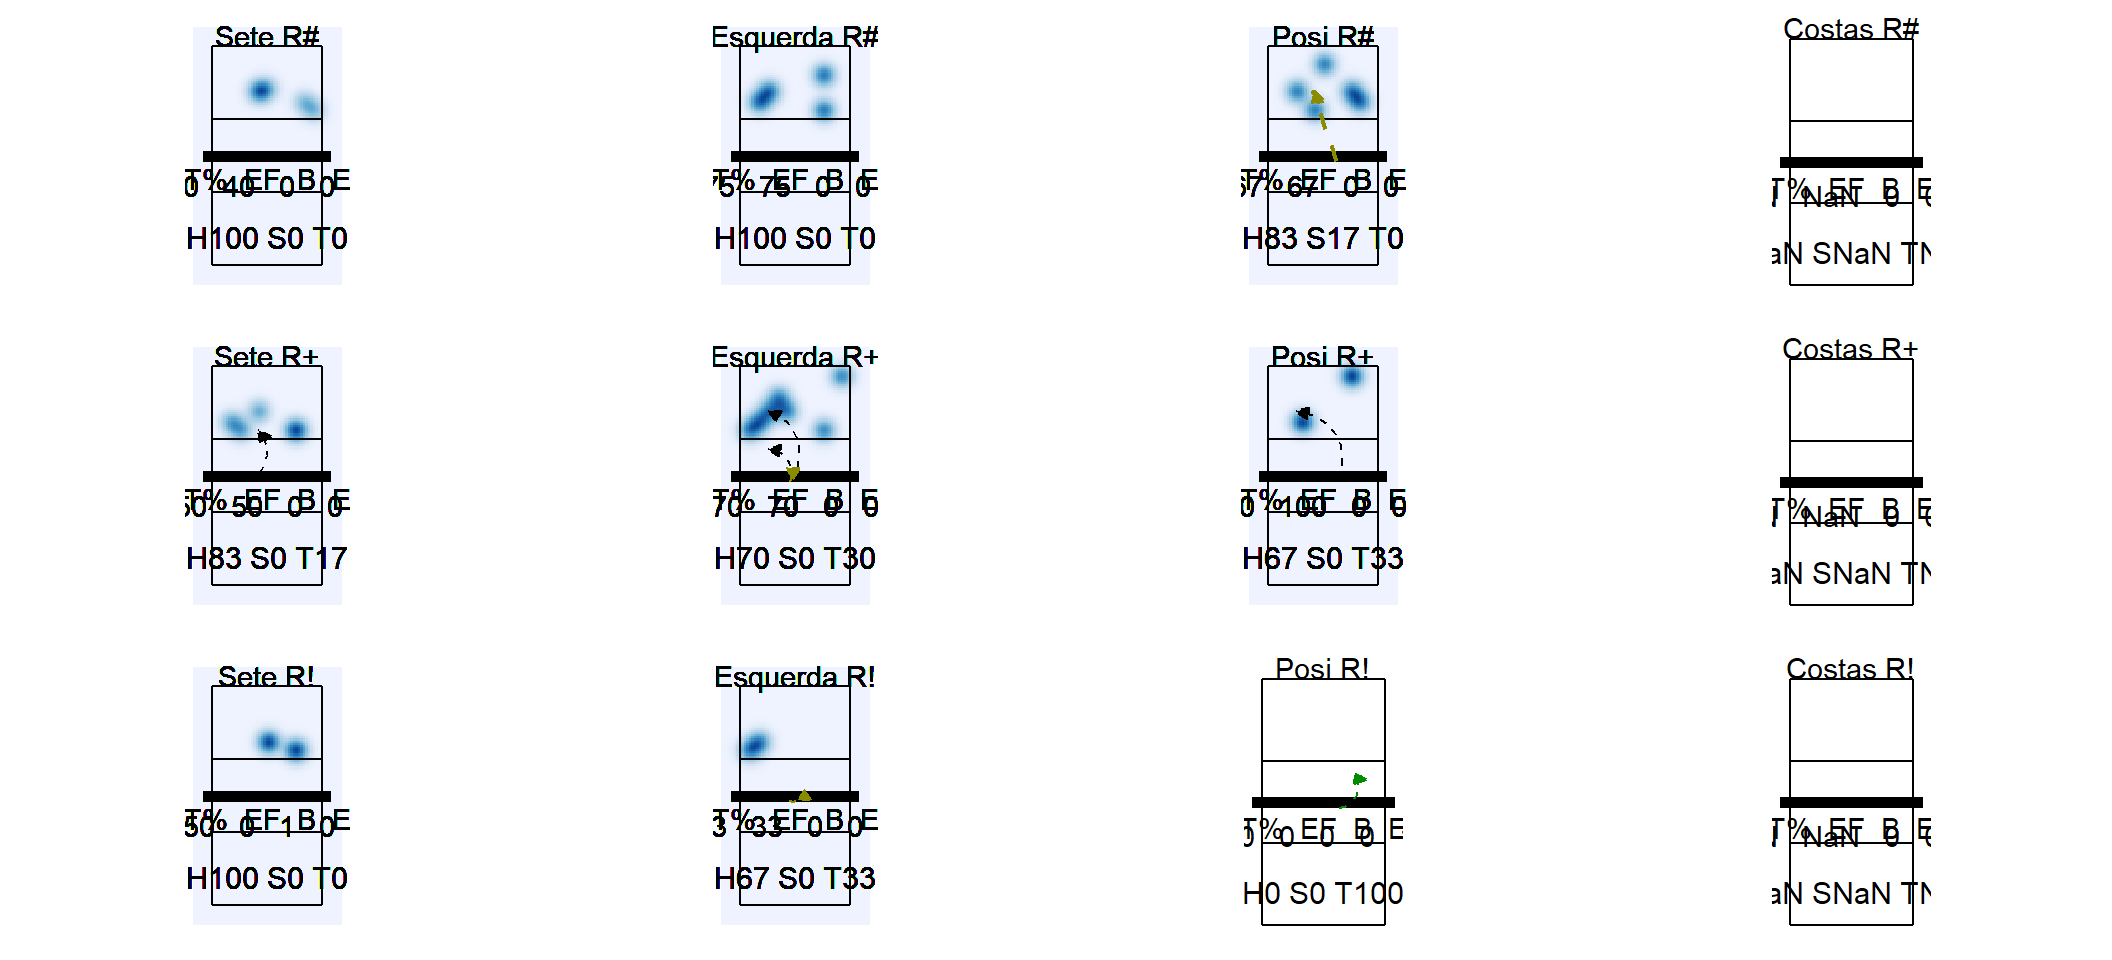 Sete R#
Esquerda R#
Posi R#
Costas R#
T% EF B E
T% EF B E
T% EF B E
T% EF B E
0 40 0 0
75 75 0 0
67 67 0 0
NaN 0
H100 S0 T0
H100 S0 T0
H83 S17 T0
aN SNaN TN
Sete R+
Esquerda R+
Posi R+
Costas R+
T% EF B E
T% EF B E
T% EF B E
T% EF B E
50 50 0 0
70 70 0 0
0 100 0 0
NaN 0
H83 S0 T17
H70 S0 T30
H67 S0 T33
aN SNaN TN
Sete R!
Esquerda R!
Posi R!
Costas R!
T% EF B E
T% EF B E
T% EF B E
T% EF B E
50 0 1 0
3 33 0 0
0 0 0 0
NaN 0
H100 S0 T0
H67 S0 T33
H0 S0 T100
aN SNaN TN